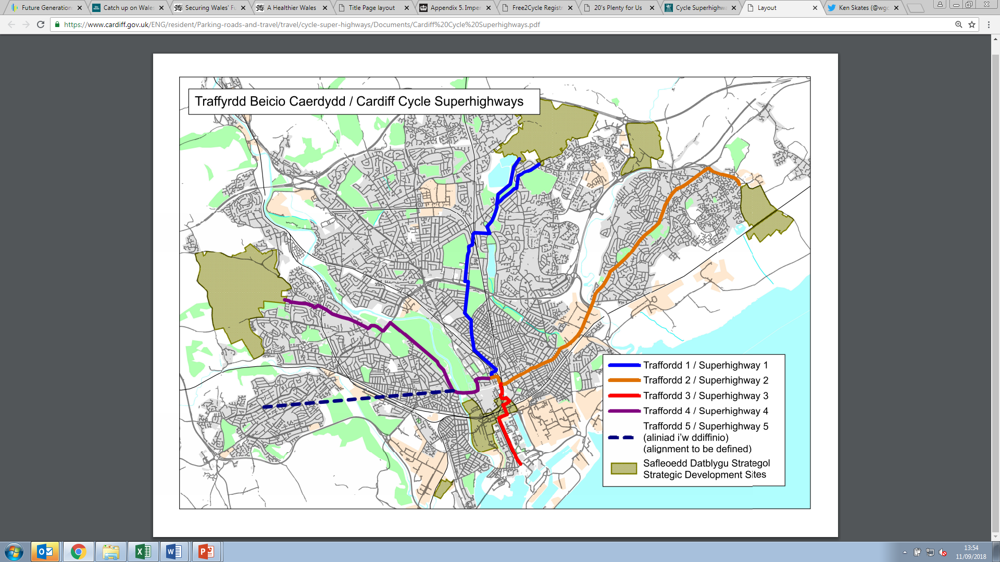 Future Generation
Catch up on Wales
Securing Wales' Fu
A Healthier Wales
Title Page layout
Appendix 5. Imper
Free2Cycle Registr
20's Plenty for Us
Cycle Superhighwa
Layout
Ken Skates (@wgc
https://www.cardiff.gov.uk/ENG/resident/Parking-roads-and-travel/travel/cycle-super-highways/Documents/Cardiff%20Cycle%20Superhighways.pdf
Traffyrdd Beicio Caerdydd / Cardiff Cycle Superhighways
Traffordd 1 / Superhighway 1
Traffordd 2 / Superhighway 2
Traffordd 3 / Superhighway 3
Traffordd 4 / Superhighway 4
Traffordd 5 / Superhighway 5
(aliniad i'w ddiffinio)
(alignment to be defined)
Safleoedd Datblygu Strategol
Strategic Development Sites
13:54
11/09/2018